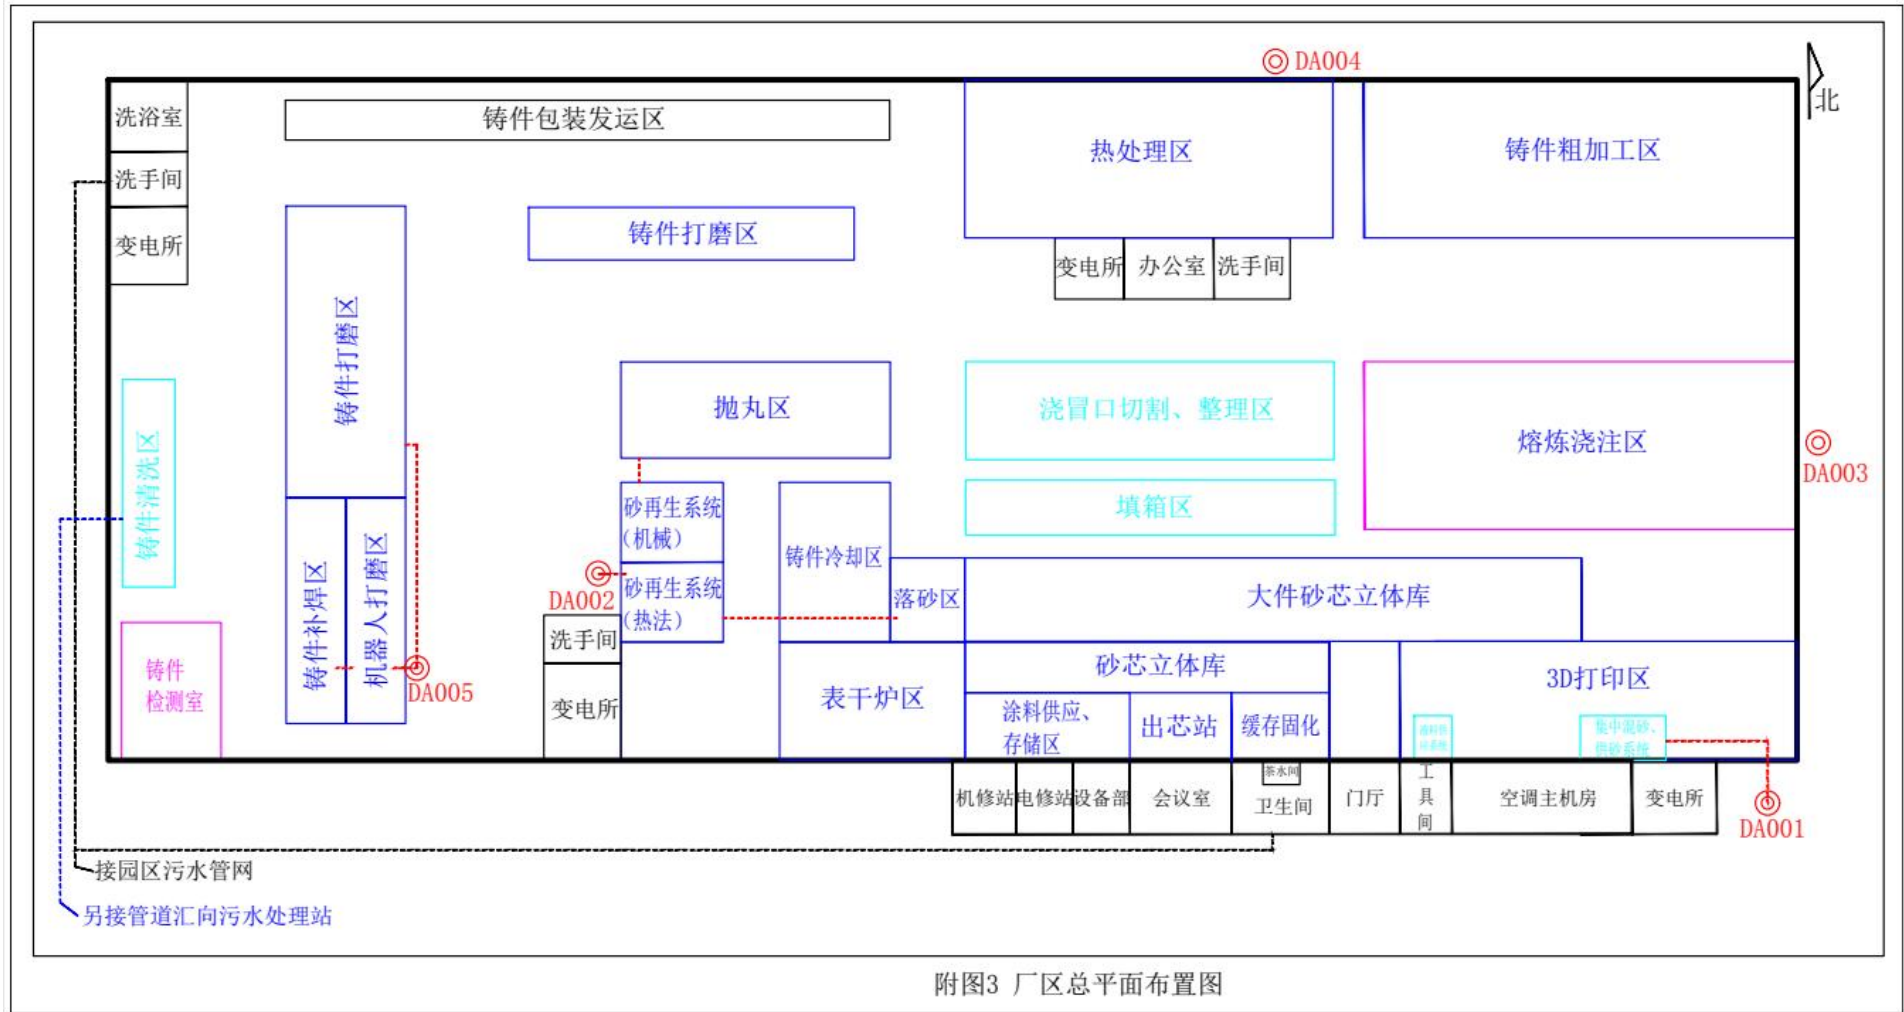 DA004
北
洗浴室
铸件包装发运区
热处理区
铸件粗加工区
洗手间
变电所
铸件打磨区
变电所
办公室
洗手间
铸件打磨区
抛丸区
浇冒口切割、整理区
熔炼浇注区
DA003
铸件清洗区
砂再生系统
(机械)
填箱区
铸件冷却区
DA002
砂再生系统
(热法)
落砂区
大件砂芯立体库
铸件补焊区
机器人打磨区
DA005
洗手间
变电所
铸件
检测室
表干炉区
砂芯立体库
3D打印区
涂料供应、
存储区
出芯站
缓存固化
集中混砂、
供砂系统
机修站
电修站
设备部
会议室
茶水间
卫生间
门厅
工
具
间
空调主机房
变电所
DA001
接园区污水管网
另接管道汇向污水处理站
附图3 厂区总平面布置图